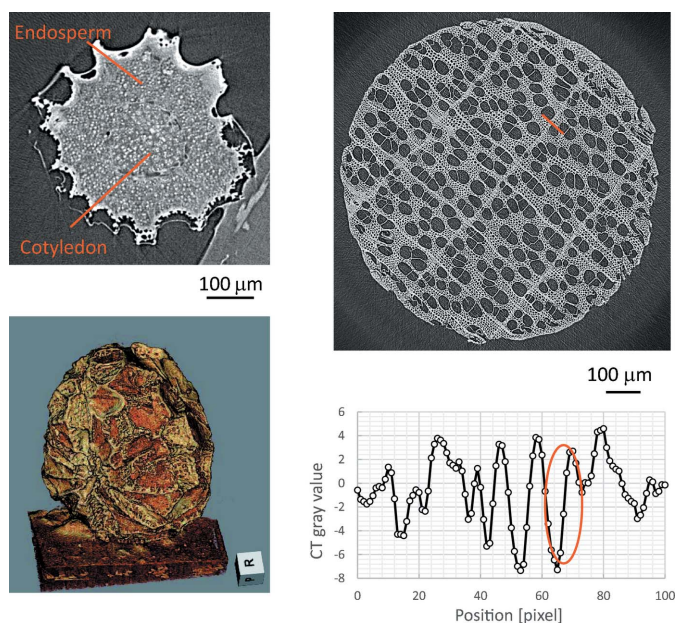 Endosperm
Cotyledon
100 µm
100 µm
P R
6
4
2
0
-2
-4
-6
-8
CT gray value
0 20 40 60 80 100
Position [pixel]